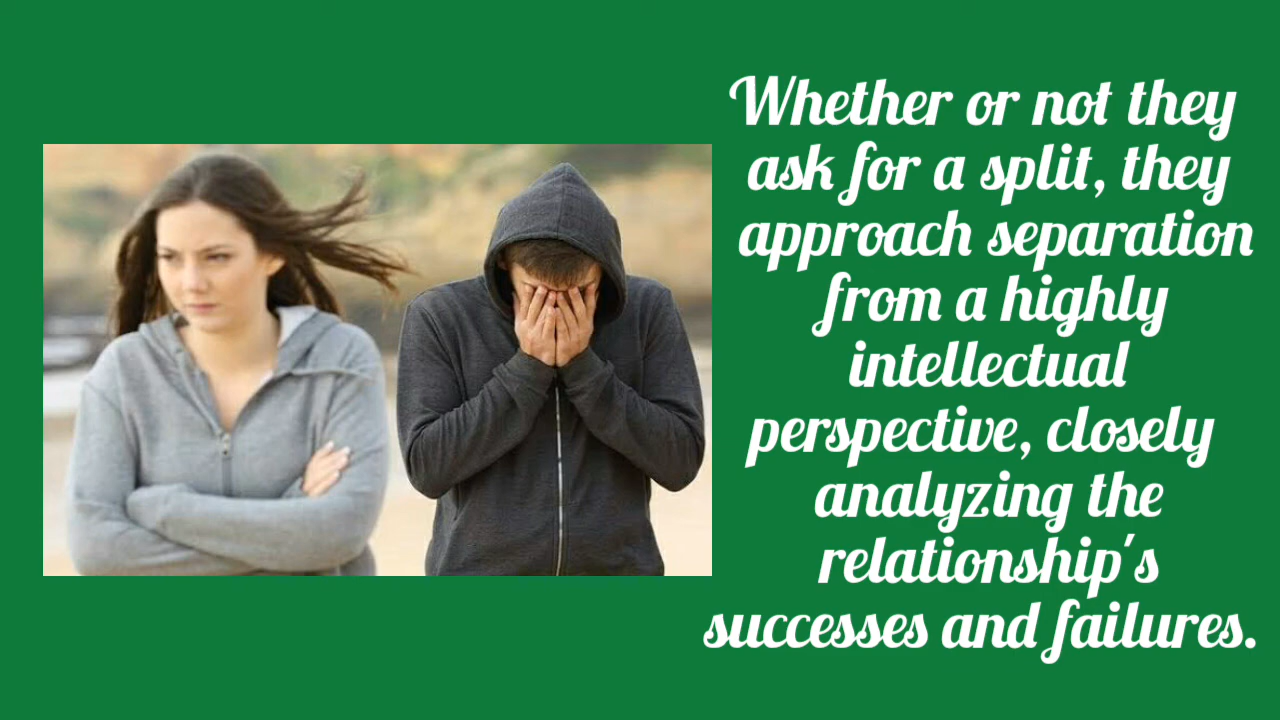 Whether or not they
ask for a split, they
approach separation
from a highly
intellectual
perspective, closely
analyzing the
relationship's
successes and failures.